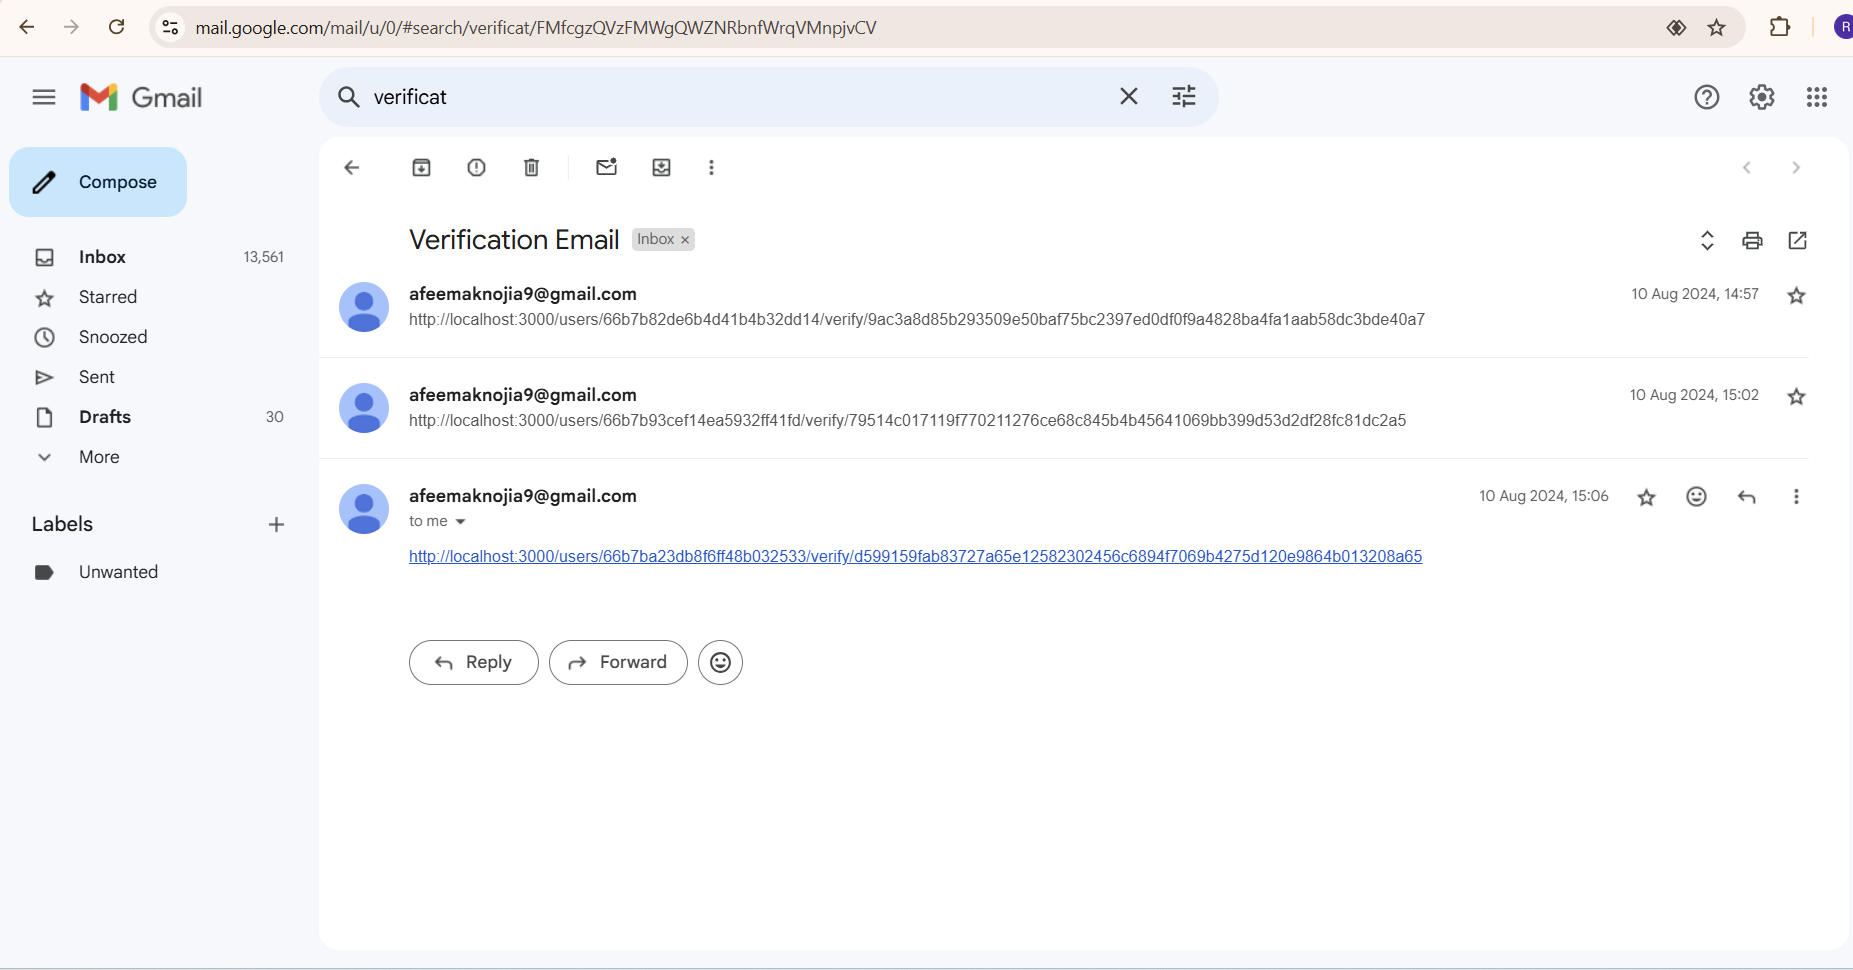 mail.google.com/mail/u/0/#search/verificat/FMfcgzQVzFMWgQWZNRbnfWrqVMnpjvCV
R
Gmail
verificat
Compose
Inbox 13,561
Starred
Snoozed
Sent
Drafts 30
More
Labels
Unwanted
Verification Email Inbox ×
afeemaknojia9@gmail.com 10 Aug 2024, 14:57
http://localhost:3000/users/66b7b82de6b4d41b4b32dd14/verify/9ac3a8d85b293509e50baf75bc2397ed0df0f9a4828ba4fa1aab58dc3bde40a7
afeemaknojia9@gmail.com 10 Aug 2024, 15:02
http://localhost:3000/users/66b7b93cef14ea5932ff41fd/verify/79514c017119f770211276ce68c845b4b45641069bb399d53d2df28fc81dc2a5
afeemaknojia9@gmail.com 10 Aug 2024, 15:06
to me
http://localhost:3000/users/66b7ba23db8f6ff48b032533/verify/d599159fab83727a65e12582302456c6894f7069b4275d120e9864b013208a65
Reply Forward